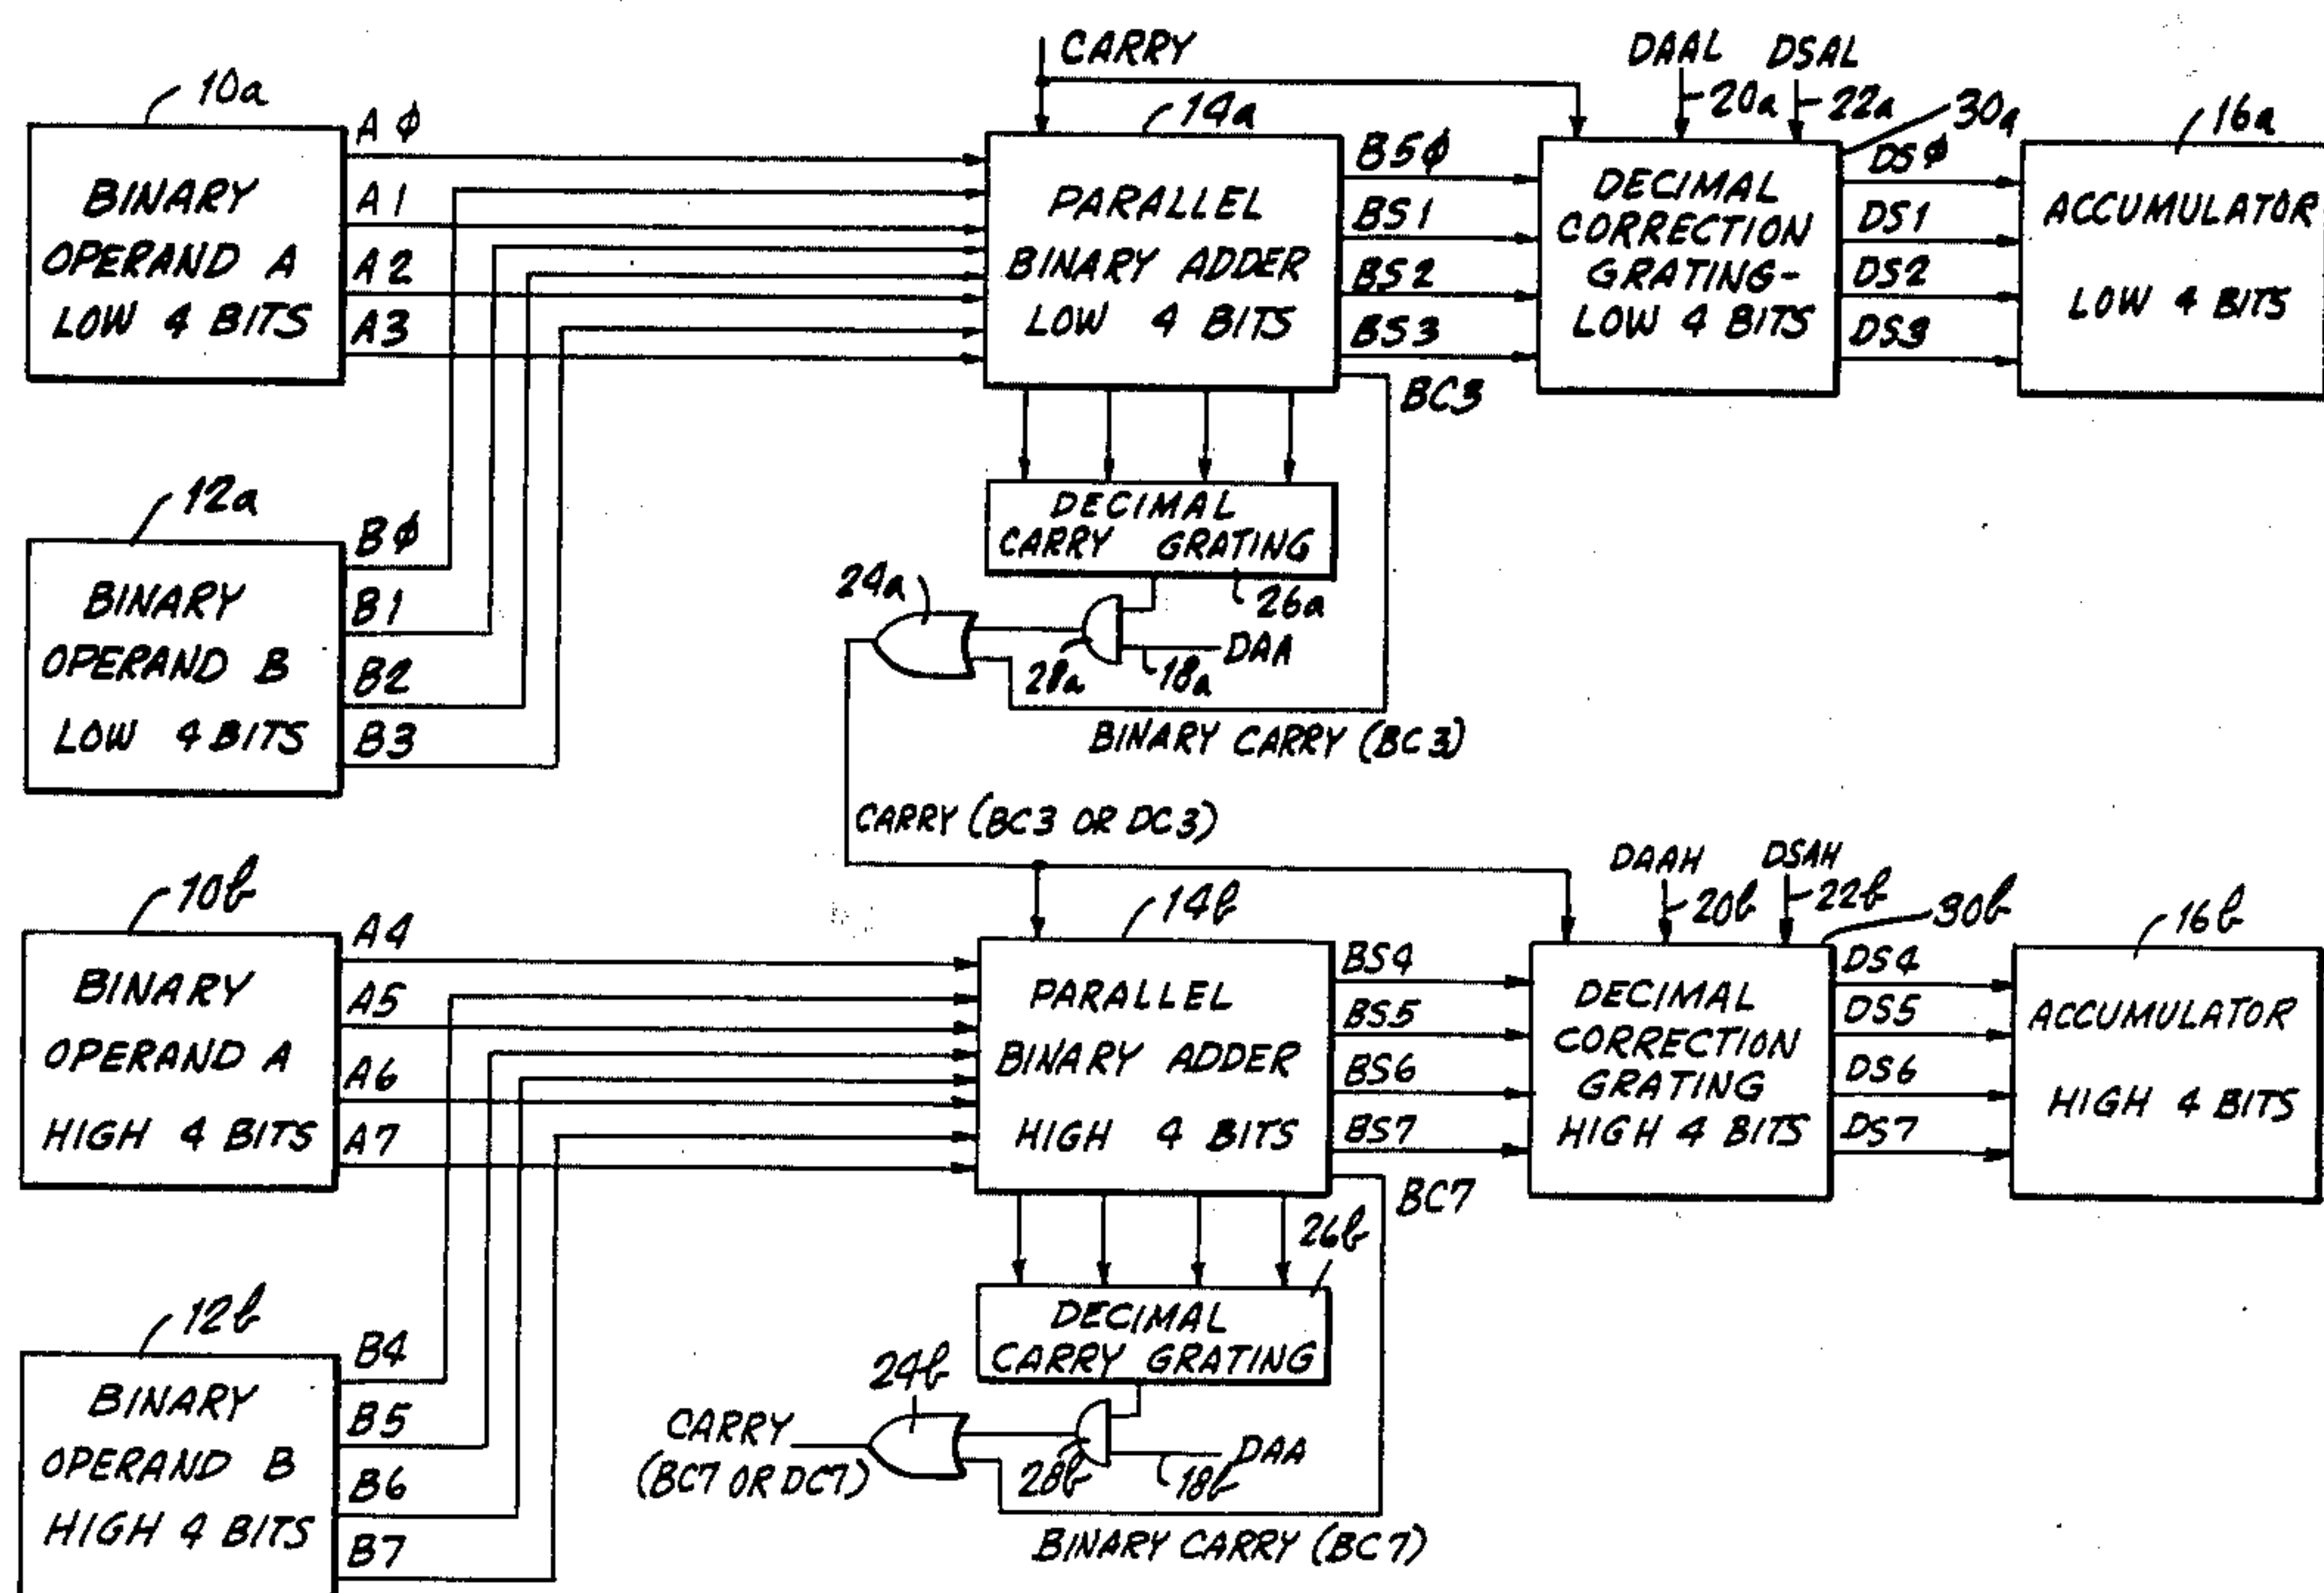 CARRY
DAAL
DSAL
10a
14a
20a
22a
30a
16a
AΦ
A1
A2
A3
BINARY
OPERAND A
LOW 4 BITS
PARALLEL
BINARY ADDER
LOW 4 BITS
BSΦ
BS1
BS2
BS3
BC3
DECIMAL
CORRECTION
GRATING-
LOW 4 BITS
DSΦ
DS1
DS2
DS3
ACCUMULATOR
LOW 4 BITS
12a
BΦ
B1
B2
B3
BINARY
OPERAND B
LOW 4 BITS
DECIMAL
CARRY GRATING
24a
26a
28a
18a
DAA
BINARY CARRY (BC3)
CARRY (BC3 OR DC3)
DAAH
DSAH
10b
14b
20b
22b
30b
16b
A4
A5
A6
A7
BINARY
OPERAND A
HIGH 4 BITS
PARALLEL
BINARY ADDER
HIGH 4 BITS
BS4
BS5
BS6
BS7
BC7
DECIMAL
CORRECTION
GRATING
HIGH 4 BITS
DS4
DS5
DS6
DS7
ACCUMULATOR
HIGH 4 BITS
26b
12b
B4
B5
B6
B7
BINARY
OPERAND B
HIGH 4 BITS
DECIMAL
CARRY GRATING
24b
CARRY
(BC7 OR DC7)
28b
18b
DAA
BINARY CARRY (BC7)